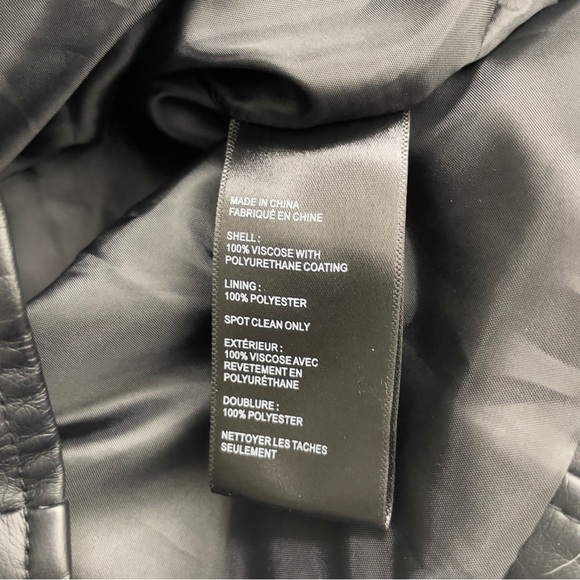 MADE IN CHINA
FABRIQUÉ EN CHINE
SHELL :
100% VISCOSE WITH
POLYURETHANE COATING
LINING :
100% POLYESTER
SPOT CLEAN ONLY
EXTÉRIEUR :
100% VISCOSE AVEC
REVETEMENT EN
POLYURÉTHANE
DOUBLURE :
100% POLYESTER
NETTOYER LES TACHES
SEULEMENT